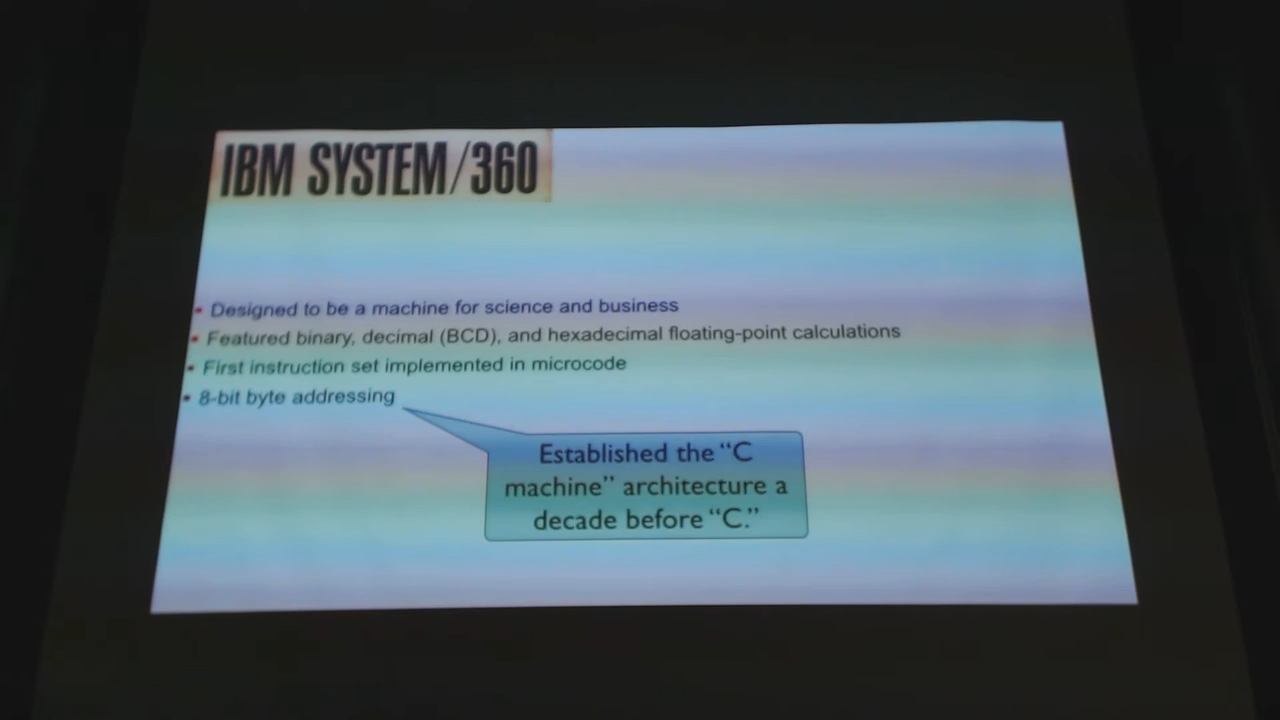 IBM SYSTEM/360
• Designed to be a machine for science and business
• Featured binary, decimal (BCD), and hexadecimal floating-point calculations
• First instruction set implemented in microcode
• 8-bit byte addressing
Established the “C
machine” architecture a
decade before “C.”